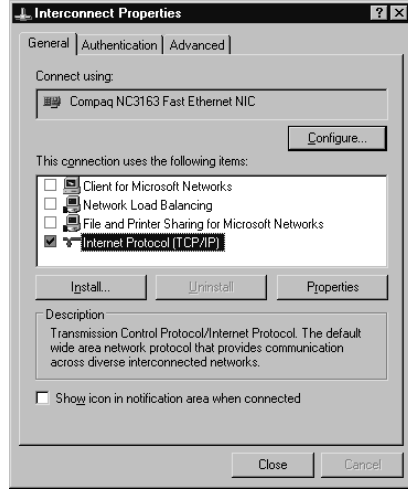 Interconnect Properties
General Authentication Advanced
Connect using:
Compaq NC3163 Fast Ethernet NIC
Configure...
This connection uses the following items:
Client for Microsoft Networks
Network Load Balancing
File and Printer Sharing for Microsoft Networks
Internet Protocol (TCP/IP)
Install... Uninstall Properties
Description
Transmission Control Protocol/Internet Protocol. The default
wide area network protocol that provides communication
across diverse interconnected networks.
Show icon in notification area when connected
Close Cancel